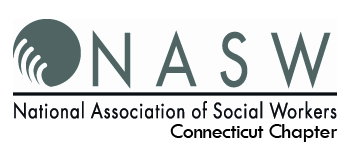 NASW
National Association of Social Workers
Connecticut Chapter